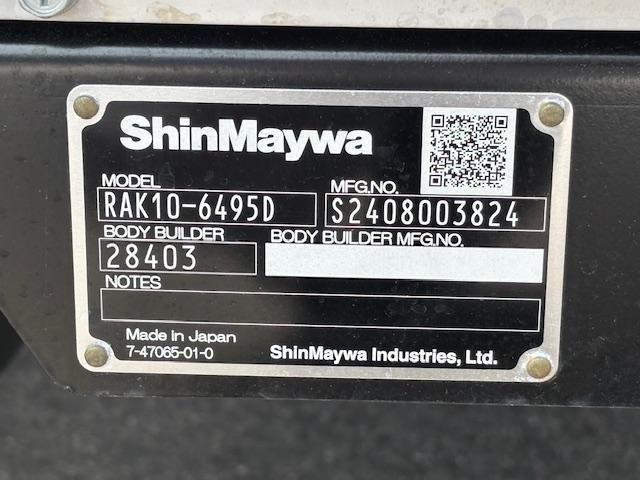 ShinMaywa
MODEL MFG.NO.
RAK10-6495D S2408003824
BODY BUILDER BODY BUILDER MFG.NO.
28403
NOTES
Made in Japan
7-47065-01-0 ShinMaywa Industries, Ltd.